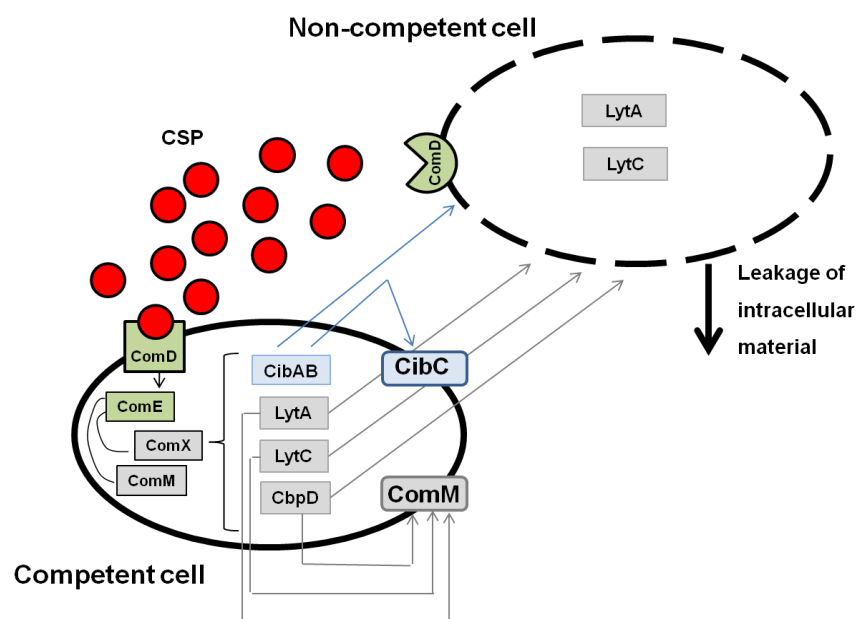 Non-competent cell
LytA
CSP
ComD
LytC
Leakage of
intracellular
material
ComD
CibAB
CibC
ComE
LytA
ComX
LytC
ComM
CbpD
ComM
Competent cell